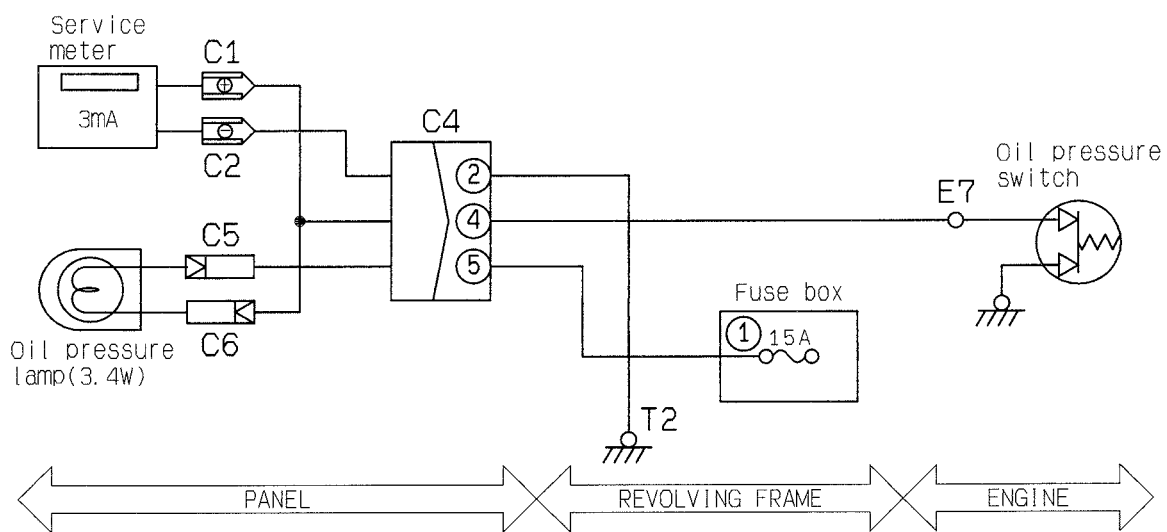 Service
meter
3mA
C1
⊕
⊖
C2
C4
2
4
5
C5
C6
Oil pressure
lamp(3.4W)
E7
Oil pressure
switch
Fuse box
1
15A
T2
PANEL
REVOLVING FRAME
ENGINE